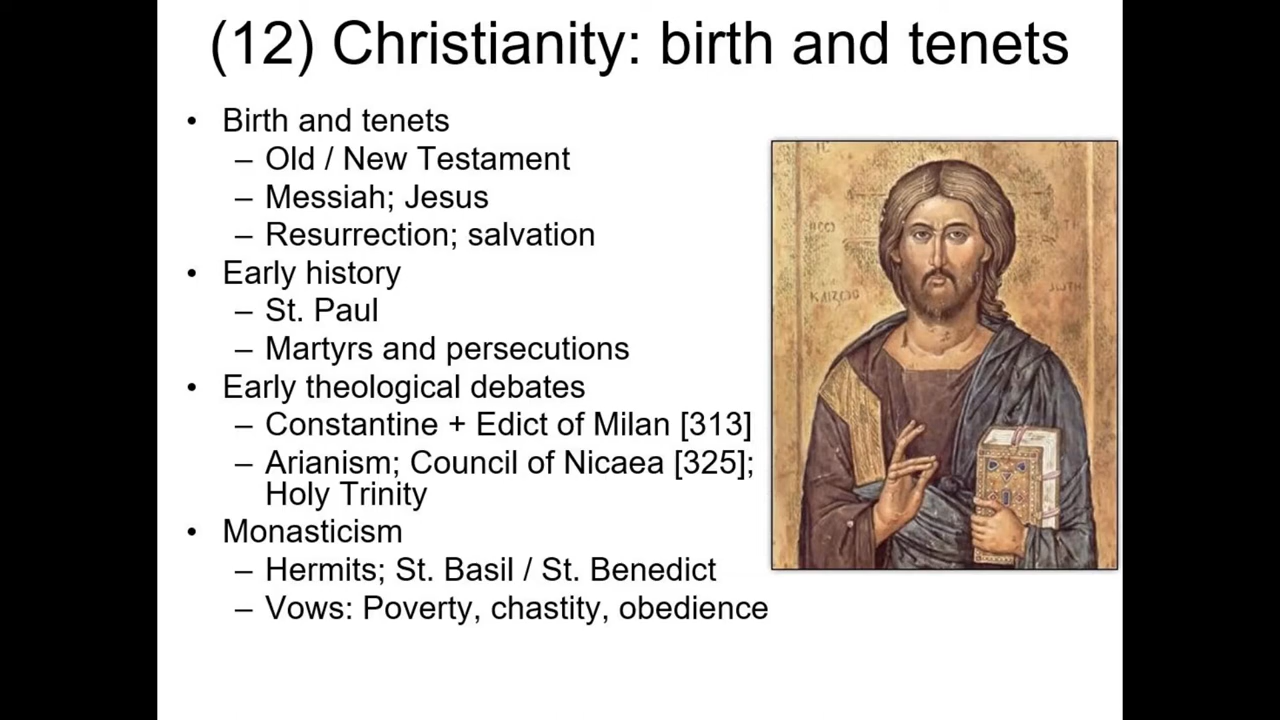 (12) Christianity: birth and tenets
• Birth and tenets
– Old / New Testament
– Messiah; Jesus
– Resurrection; salvation
• Early history
– St. Paul
– Martyrs and persecutions
• Early theological debates
– Constantine + Edict of Milan [313]
– Arianism; Council of Nicaea [325];
Holy Trinity
• Monasticism
– Hermits; St. Basil / St. Benedict
– Vows: Poverty, chastity, obedience